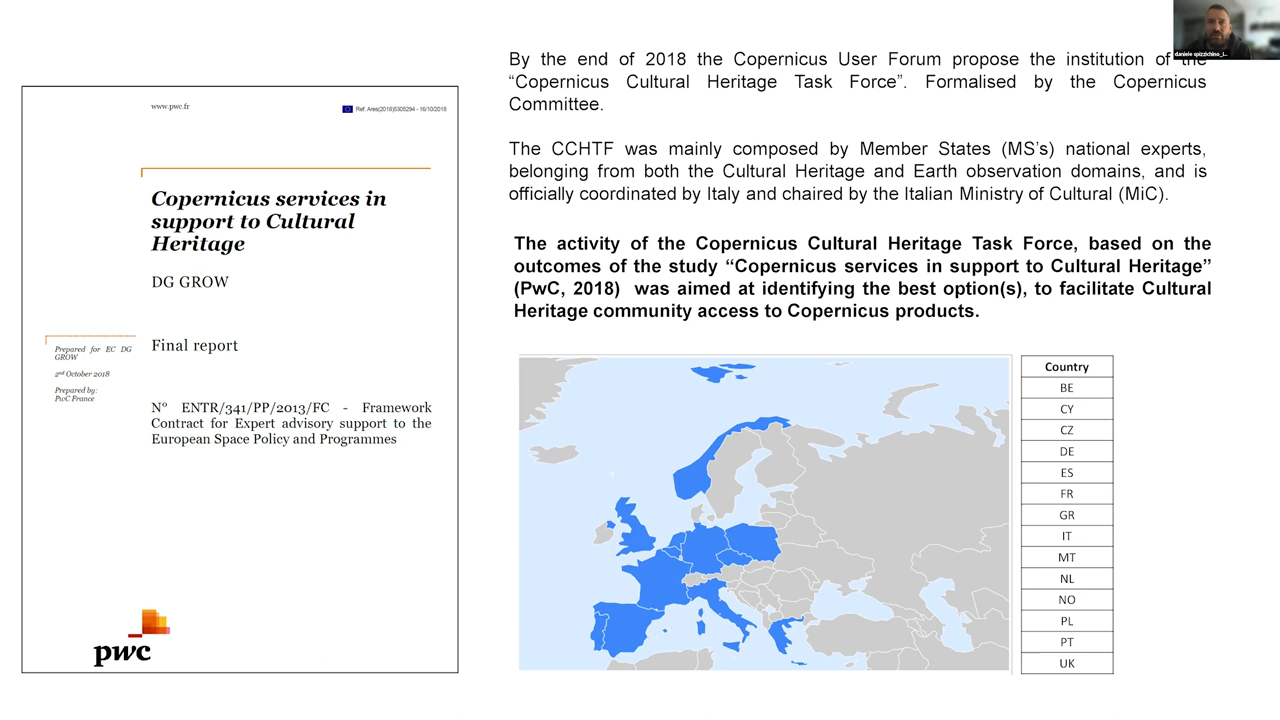 daniele spizzichino_I...
By the end of 2018 the Copernicus User Forum propose the institution of the
“Copernicus Cultural Heritage Task Force”. Formalised by the Copernicus
Committee.
The CCHTF was mainly composed by Member States (MS’s) national experts,
belonging from both the Cultural Heritage and Earth observation domains, and is
officially coordinated by Italy and chaired by the Italian Ministry of Cultural (MiC).
The activity of the Copernicus Cultural Heritage Task Force, based on the
outcomes of the study “Copernicus services in support to Cultural Heritage”
(PwC, 2018) was aimed at identifying the best option(s), to facilitate Cultural
Heritage community access to Copernicus products.
www.pwc.fr
Ref. Ares(2018)5305294 - 16/10/2018
Copernicus services in
support to Cultural
Heritage
DG GROW
Final report
Prepared for EC DG
GROW
2nd October 2018
Prepared by:
PwC France
N° ENTR/341/PP/2013/FC - Framework
Contract for Expert advisory support to the
European Space Policy and Programmes
pwc
Country
BE
CY
CZ
DE
ES
FR
GR
IT
MT
NL
NO
PL
PT
UK